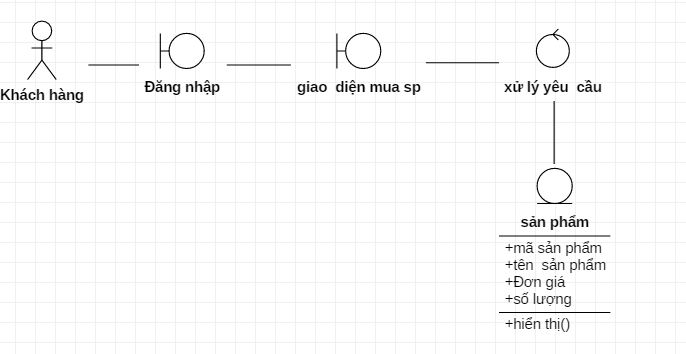 Khách hàng
Đăng nhập
giao diện mua sp
xử lý yêu cầu
sản phẩm
+mã sản phẩm
+tên sản phẩm
+Đơn giá
+số lượng
+hiển thị()